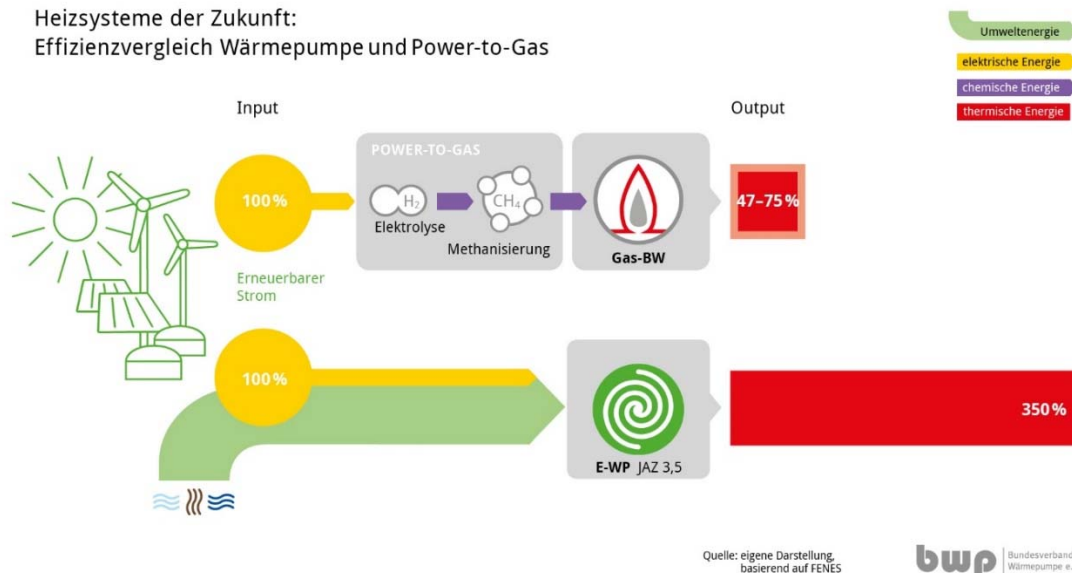 Heizsysteme der Zukunft:
Effizienzvergleich Wärmepumpe und Power-to-Gas
Umweltenergie
elektrische Energie
chemische Energie
thermische Energie
Input
Output
POWER-TO-GAS
100%
H₂
Elektrolyse
CH₄
Methanisierung
Gas-BW
47–75%
Erneuerbarer
Strom
100%
E-WP JAZ 3,5
350%
Quelle: eigene Darstellung,
basierend auf FENES
bwp
Bundesverband
Wärmepumpe e.